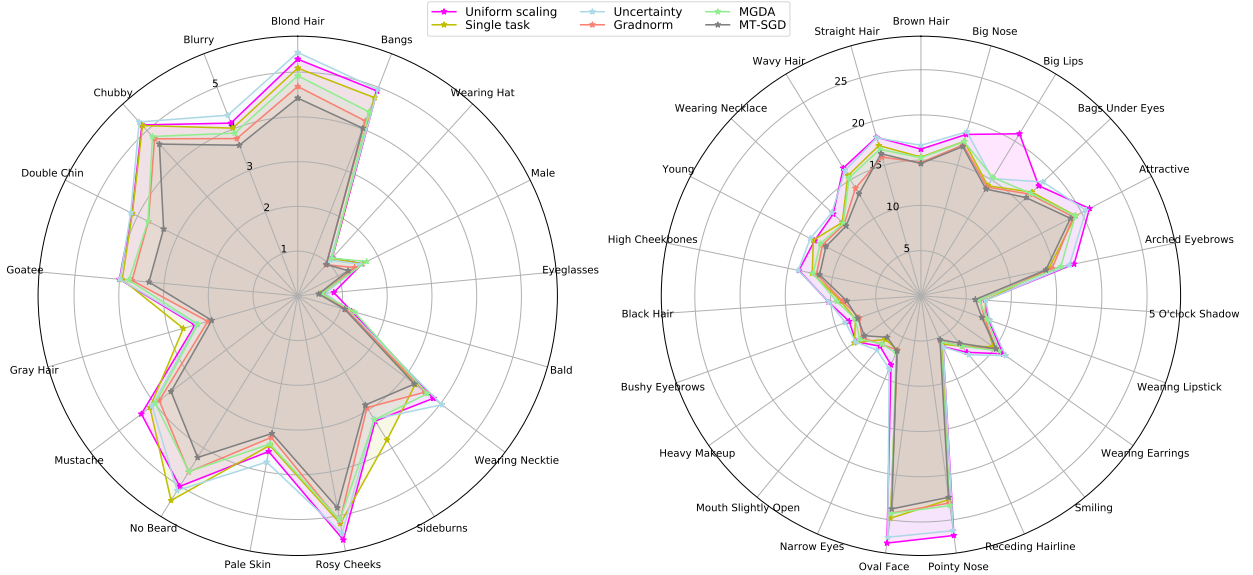 Uniform scaling
Single task
Uncertainty
Gradnorm
MGDA
MT-SGD
Blond Hair
Bangs
Wearing Hat
Male
Eyeglasses
Bald
Wearing Necktie
Sideburns
Rosy Cheeks
Pale Skin
No Beard
Mustache
Gray Hair
Goatee
Double Chin
Chubby
Blurry
1
2
3
5
Brown Hair
Big Nose
Big Lips
Bags Under Eyes
Attractive
Arched Eyebrows
5 O'clock Shadow
Wearing Lipstick
Wearing Earrings
Smiling
Receding Hairline
Pointy Nose
Oval Face
Narrow Eyes
Mouth Slightly Open
Heavy Makeup
Bushy Eyebrows
Black Hair
High Cheekbones
Young
Wearing Necklace
Wavy Hair
Straight Hair
5
10
15
20
25